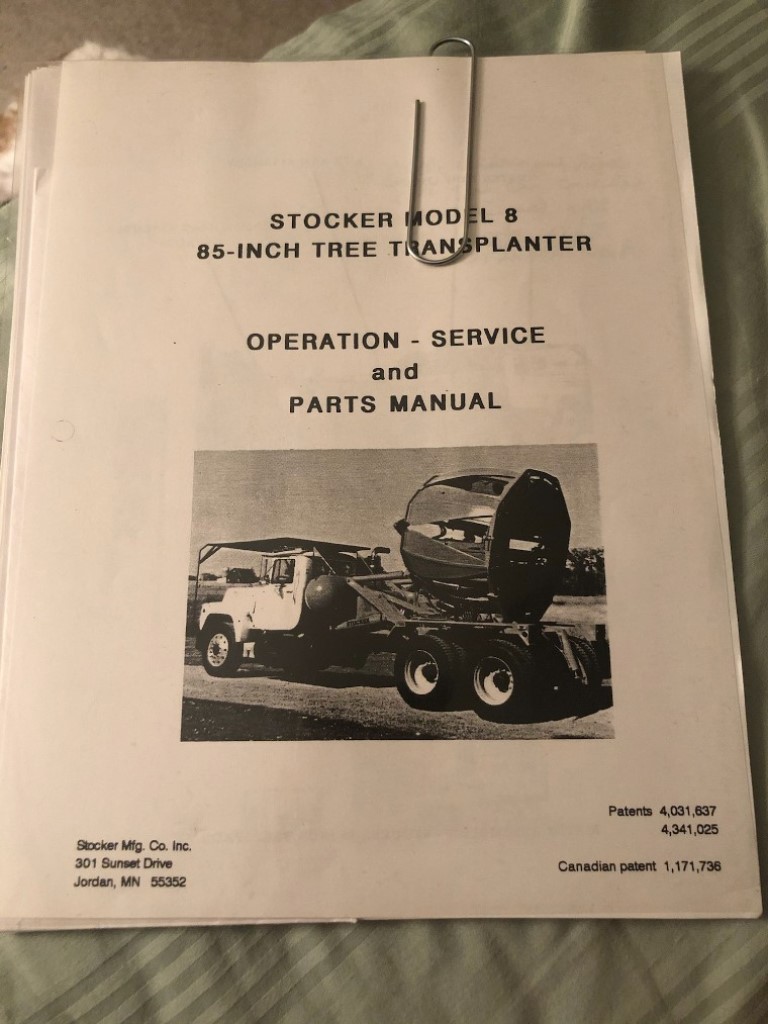 STOCKER MODEL 8
85-INCH TREE TRANSPLANTER
OPERATION - SERVICE
and
PARTS MANUAL
Patents 4,031,637
4,341,025
Canadian patent 1,171,736
Stocker Mfg. Co. Inc.
301 Sunset Drive
Jordan, MN 55352